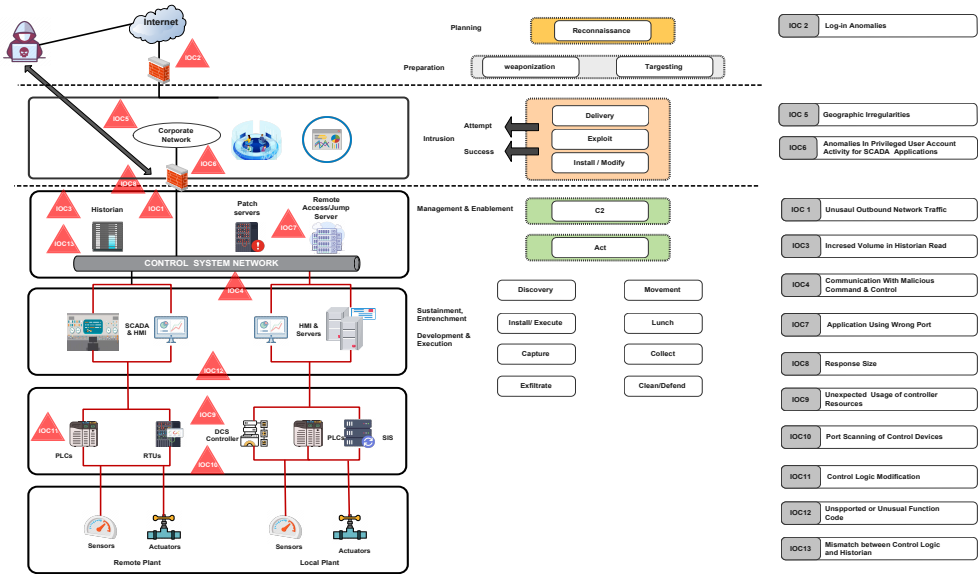 Internet
IOC2
IOC5
Corporate
Network
IOC6
IOC8
IOC3
Historian
IOC1
IOC13
Patch
servers
IOC7
Remote
Access/Jump
Server
CONTROL SYSTEM NETWORK
IOC4
SCADA
& HMI
HMI &
Servers
IOC12
IOC11
PLCs
RTUs
IOC9
IOC10
DCS
Controller
PLCs
SIS
Sensors
Actuators
Sensors
Actuators
Remote Plant
Local Plant
Planning
Reconnaissance
Preparation
weaponization
Targesting
Intrusion
Attempt
Success
Delivery
Exploit
Install / Modify
Management & Enablement
C2
Act
Sustainment,
Entrenchment
Development &
Execution
Discovery
Movement
Install/ Execute
Lunch
Capture
Collect
Exfiltrate
Clean/Defend
IOC 2
Log-in Anomalies
IOC 5
Geographic Irregularities
IOC6
Anomalies In Privileged User Account
Activity for SCADA Applications
IOC 1
Unusaul Outbound Network Traffic
IOC3
Incresed Volume in Historian Read
IOC4
Communication With Malicious
Command & Control
IOC7
Application Using Wrong Port
IOC8
Response Size
IOC9
Unexpected Usage of controller
Resources
IOC10
Port Scanning of Control Devices
IOC11
Control Logic Modification
IOC12
Unspported or Unusual Function
Code
IOC13
Mismatch between Control Logic
and Historian